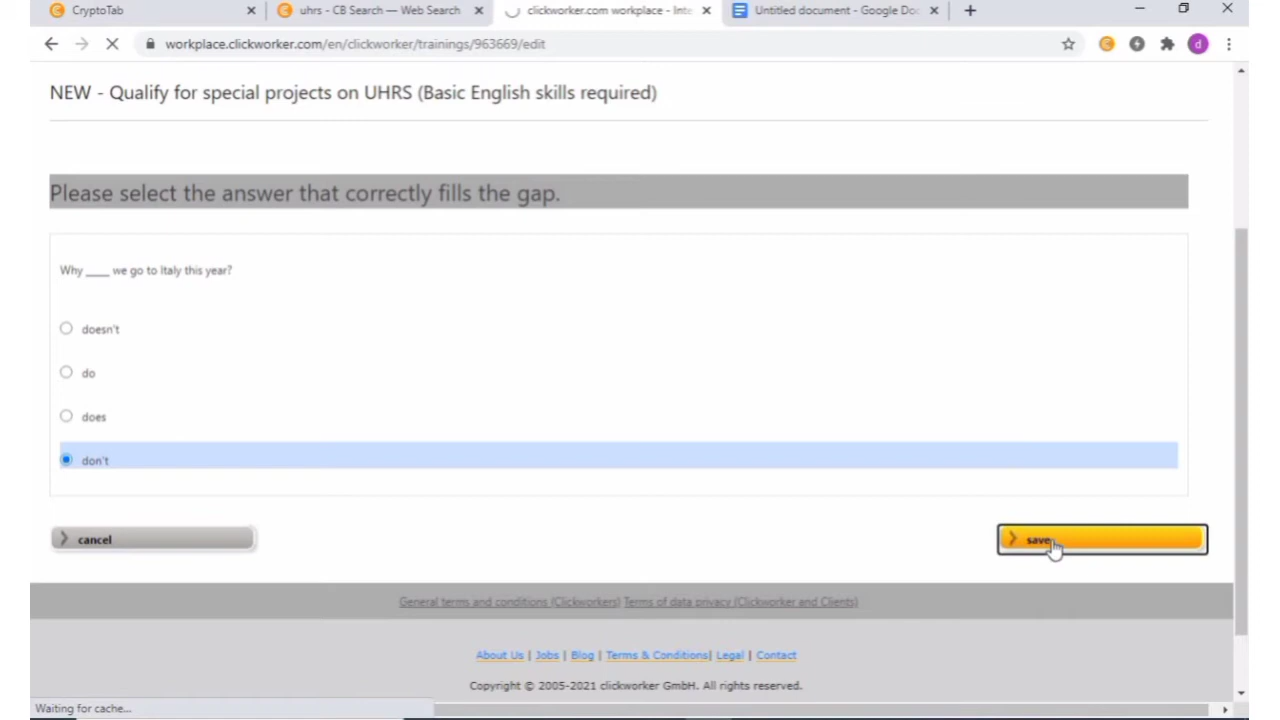 CryptoTab
uhrs - CB Search — Web Search
clickworker.com workplace - Inte
Untitled document - Google Doc
workplace.clickworker.com/en/clickworker/trainings/963669/edit
d
NEW - Qualify for special projects on UHRS (Basic English skills required)
Please select the answer that correctly fills the gap.
Why ____ we go to Italy this year?
doesn't
do
does
don't
cancel
save
General terms and conditions (Clickworkers) Terms of data privacy (Clickworker and Clients)
About Us | Jobs | Blog | Terms & Conditions| Legal | Contact
Copyright © 2005-2021 clickworker GmbH. All rights reserved.
Waiting for cache...